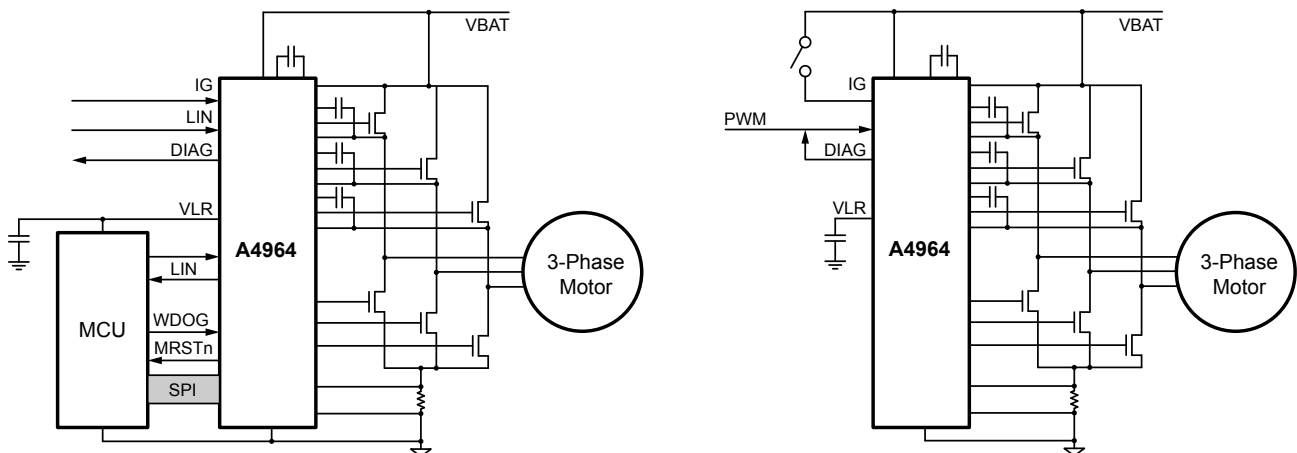 VBAT
IG
LIN
DIAG
VLR
A4964
LIN
MCU
WDOG
MRSTn
SPI
3-Phase
Motor
VBAT
IG
PWM
DIAG
VLR
A4964
3-Phase
Motor